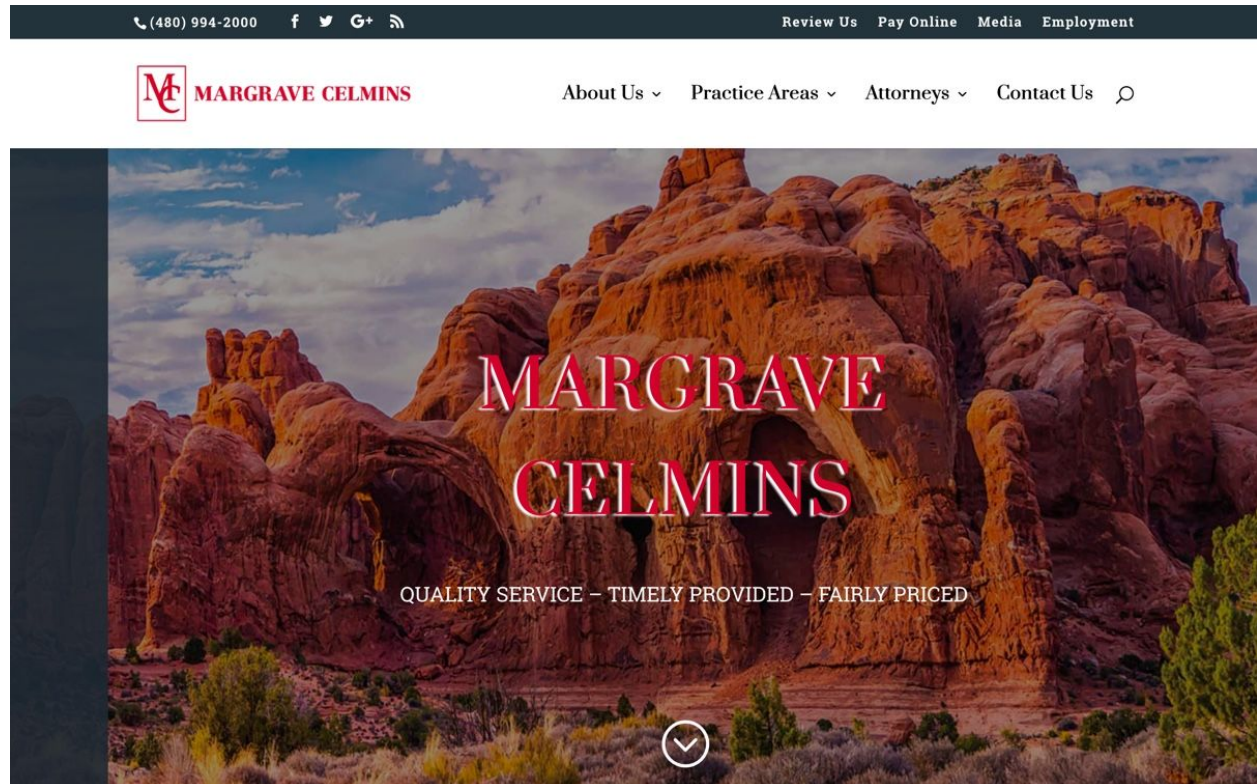 (480) 994-2000
Review Us Pay Online Media Employment
MC MARGRAVE CELMINS
About Us Practice Areas Attorneys Contact Us
MARGRAVE
CELMINS
QUALITY SERVICE – TIMELY PROVIDED – FAIRLY PRICED